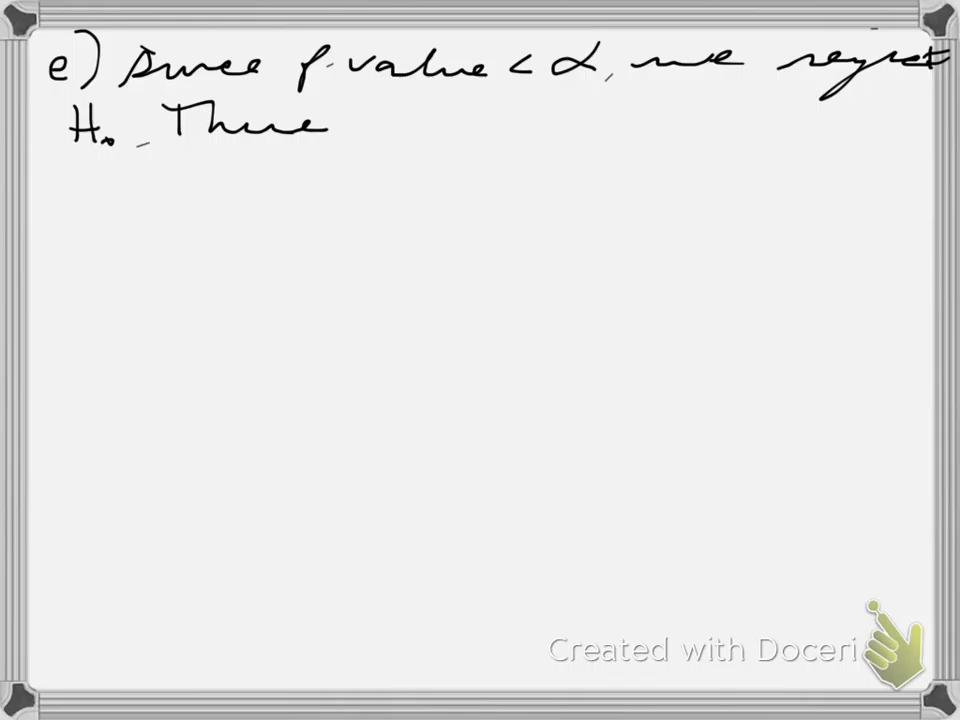 e) Since p-value < α, we reject
H₀. There
Created with Doceri